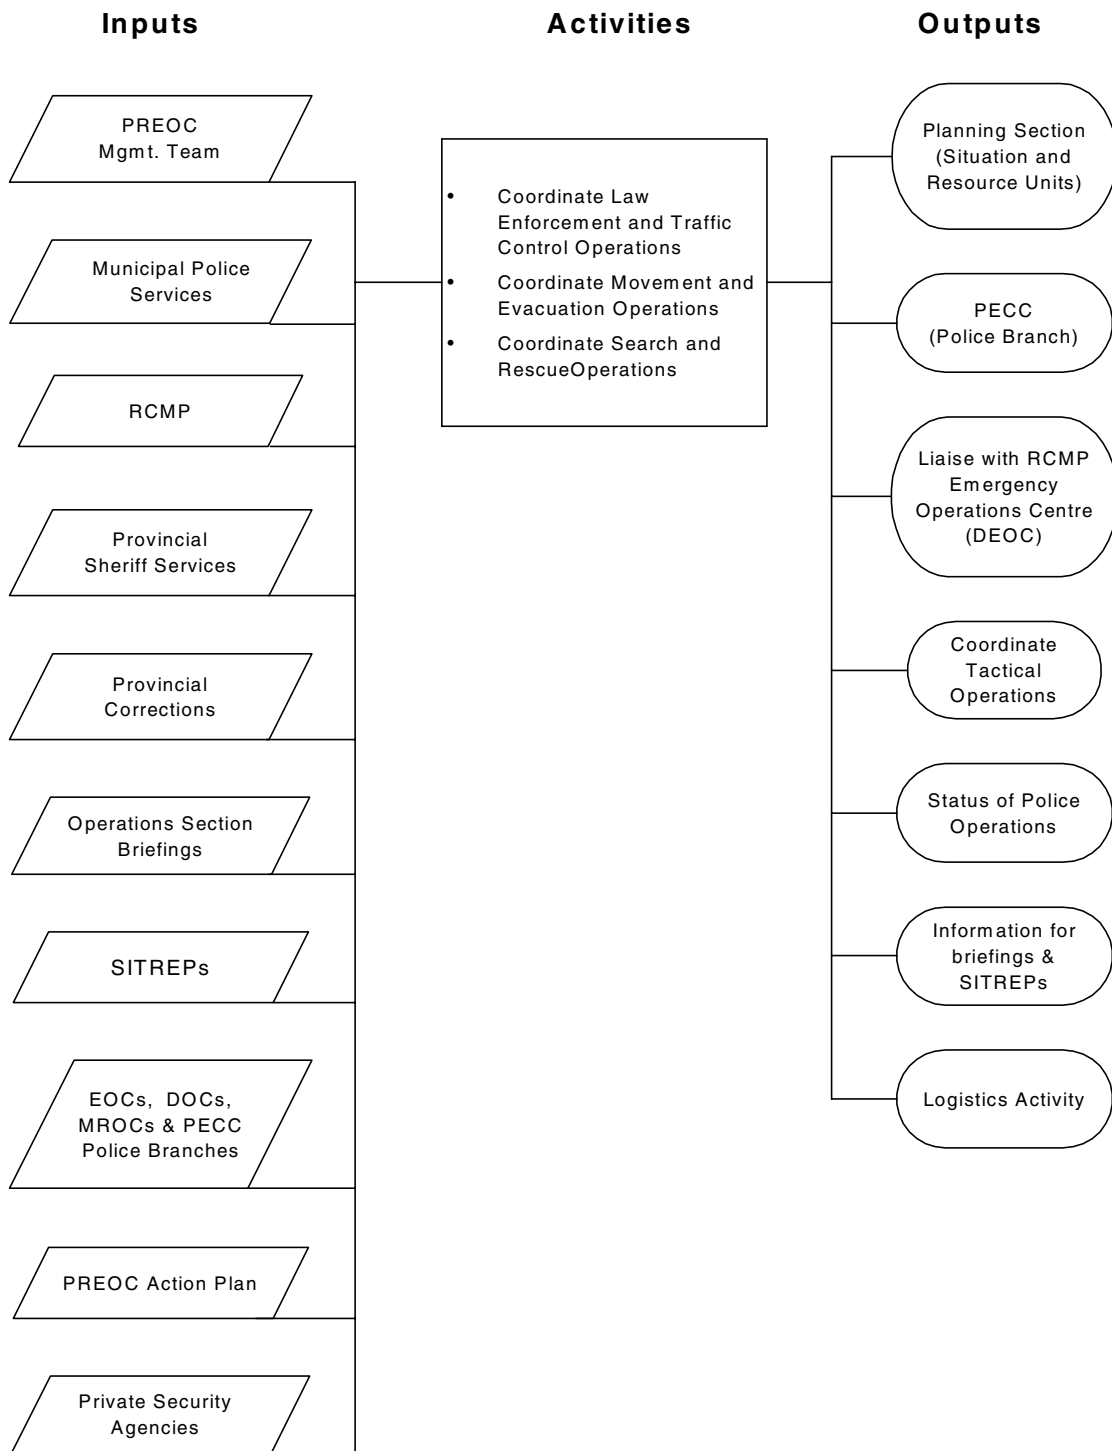 Inputs
Activities
Outputs
PREOC
Mgmt. Team
Municipal Police
Services
RCMP
Provincial
Sheriff Services
Provincial
Corrections
Operations Section
Briefings
SITREPs
EOCs, DOCs,
MROCs & PECC
Police Branches
PREOC Action Plan
Private Security
Agencies
• Coordinate Law
Enforcement and Traffic
Control Operations
• Coordinate Movement and
Evacuation Operations
• Coordinate Search and
RescueOperations
Planning Section
(Situation and
Resource Units)
PECC
(Police Branch)
Liaise with RCMP
Emergency
Operations Centre
(DEOC)
Coordinate
Tactical
Operations
Status of Police
Operations
Information for
briefings &
SITREPs
Logistics Activity